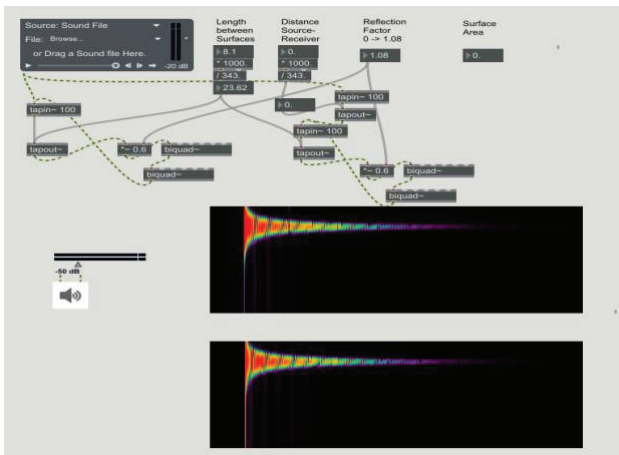 Source: Sound File
File: Browse...
or Drag a Sound file Here.
-20 dB
Length
between
Surfaces
8.1
* 1000.
/ 343.
23.62
Distance
Source-
Receiver
0.
* 1000.
/ 343.
0.
Reflection
Factor
0 -> 1.08
1.08
Surface
Area
0.
tapin~ 100
tapout~
*~ 0.6
biquad~
biquad~
tapin~ 100
tapout~
tapin~ 100
tapout~
*~ 0.6
biquad~
biquad~
-50 dB